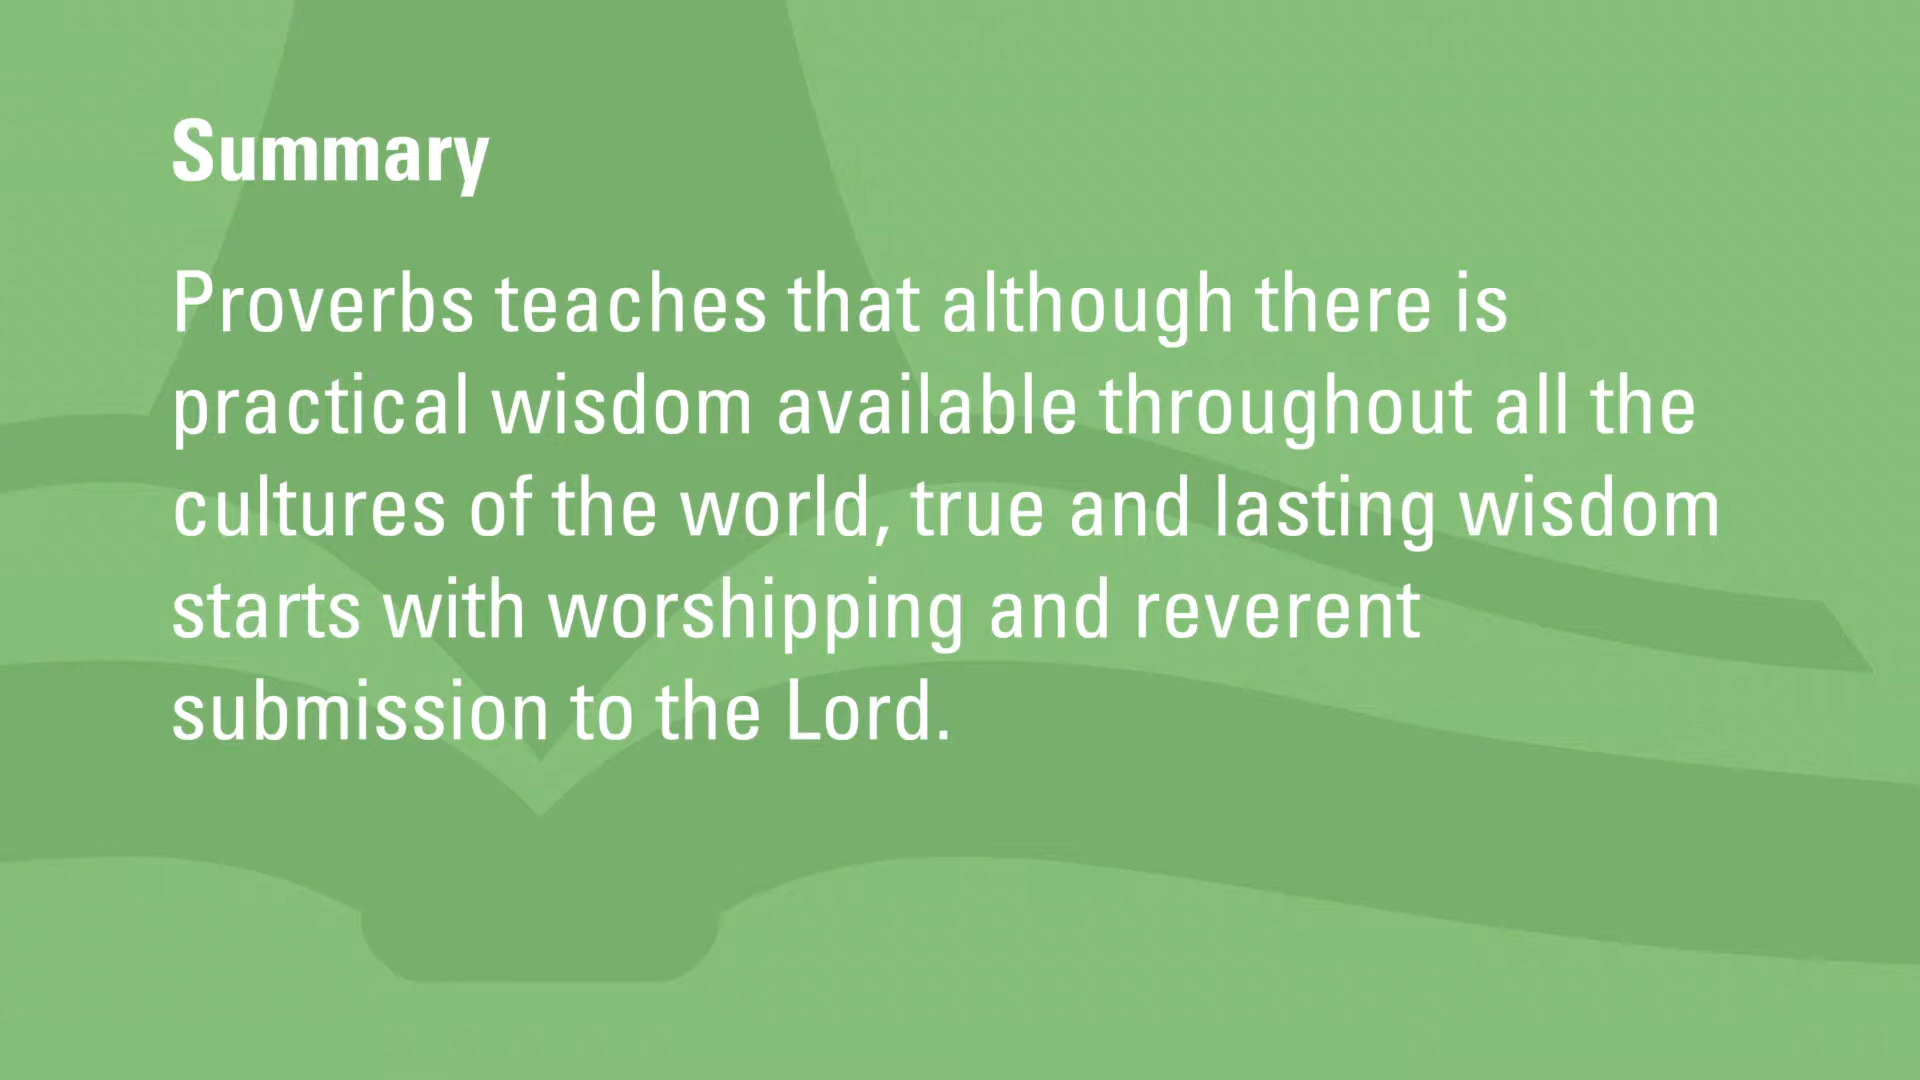 Summary
Proverbs teaches that although there is
practical wisdom available throughout all the
cultures of the world, true and lasting wisdom
starts with worshipping and reverent
submission to the Lord.